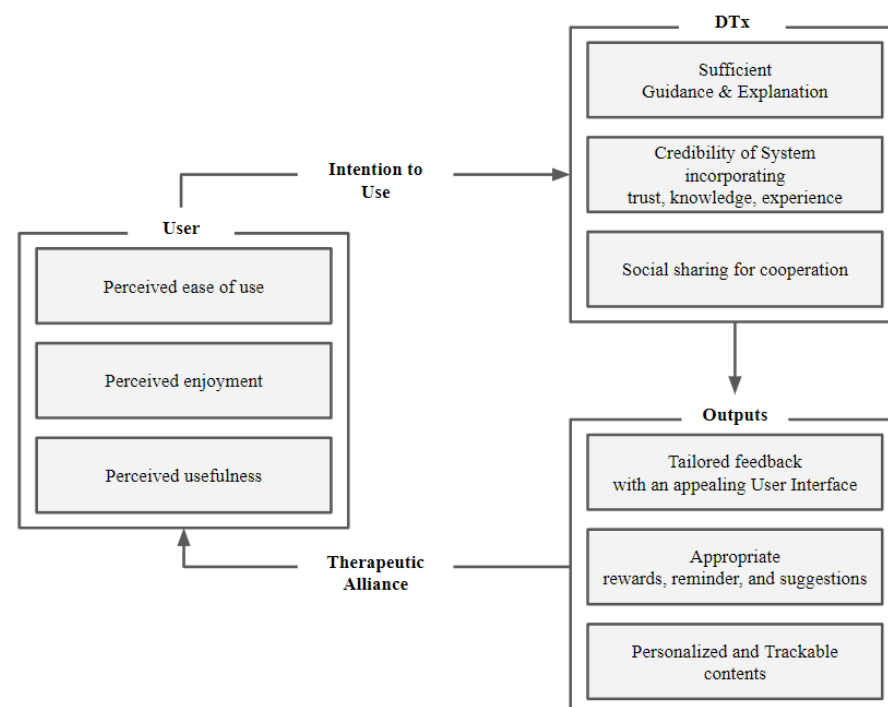 DTx
Sufficient
Guidance & Explanation
Credibility of System
incorporating
trust, knowledge, experience
Social sharing for cooperation
Intention to
Use
User
Perceived ease of use
Perceived enjoyment
Perceived usefulness
Outputs
Tailored feedback
with an appealing User Interface
Appropriate
rewards, reminder, and suggestions
Personalized and Trackable
contents
Therapeutic
Alliance